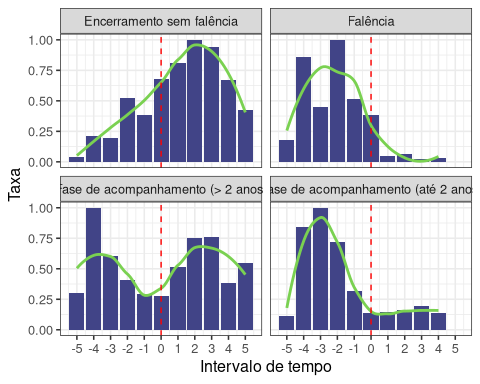 Encerramento sem falência
Falência
1.00
0.75
0.50
0.25
0.00
Fase de acompanhamento (> 2 anos
ase de acompanhamento (até 2 anos
1.00
0.75
0.50
0.25
0.00
-5 -4 -3 -2 -1 0 1 2 3 4 5
-5 -4 -3 -2 -1 0 1 2 3 4 5
Taxa
Intervalo de tempo